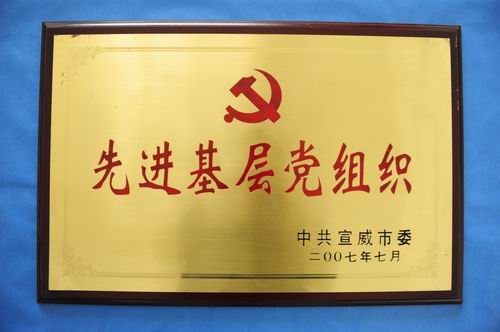 先进基层党组织
中共宣威市委
二〇〇七年七月